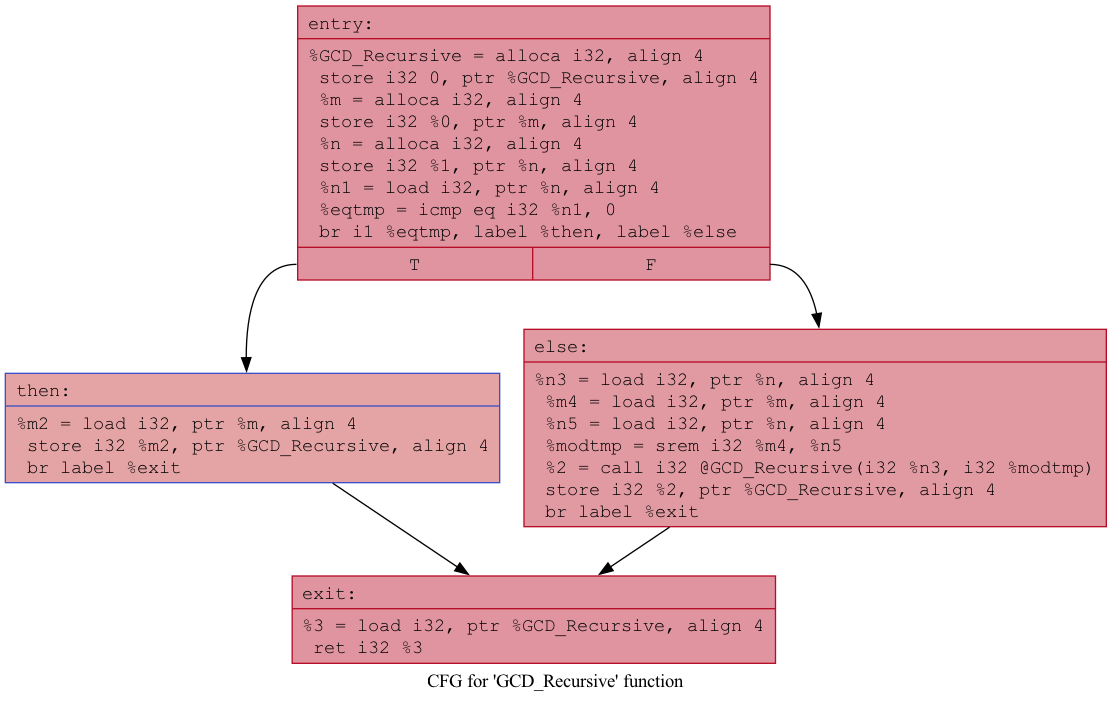 entry:
%GCD_Recursive = alloca i32, align 4
store i32 0, ptr %GCD_Recursive, align 4
%m = alloca i32, align 4
store i32 %0, ptr %m, align 4
%n = alloca i32, align 4
store i32 %1, ptr %n, align 4
%n1 = load i32, ptr %n, align 4
%eqtmp = icmp eq i32 %n1, 0
br i1 %eqtmp, label %then, label %else
T F
then:
%m2 = load i32, ptr %m, align 4
store i32 %m2, ptr %GCD_Recursive, align 4
br label %exit
else:
%n3 = load i32, ptr %n, align 4
%m4 = load i32, ptr %m, align 4
%n5 = load i32, ptr %n, align 4
%modtmp = srem i32 %m4, %n5
%2 = call i32 @GCD_Recursive(i32 %n3, i32 %modtmp)
store i32 %2, ptr %GCD_Recursive, align 4
br label %exit
exit:
%3 = load i32, ptr %GCD_Recursive, align 4
ret i32 %3
CFG for 'GCD_Recursive' function